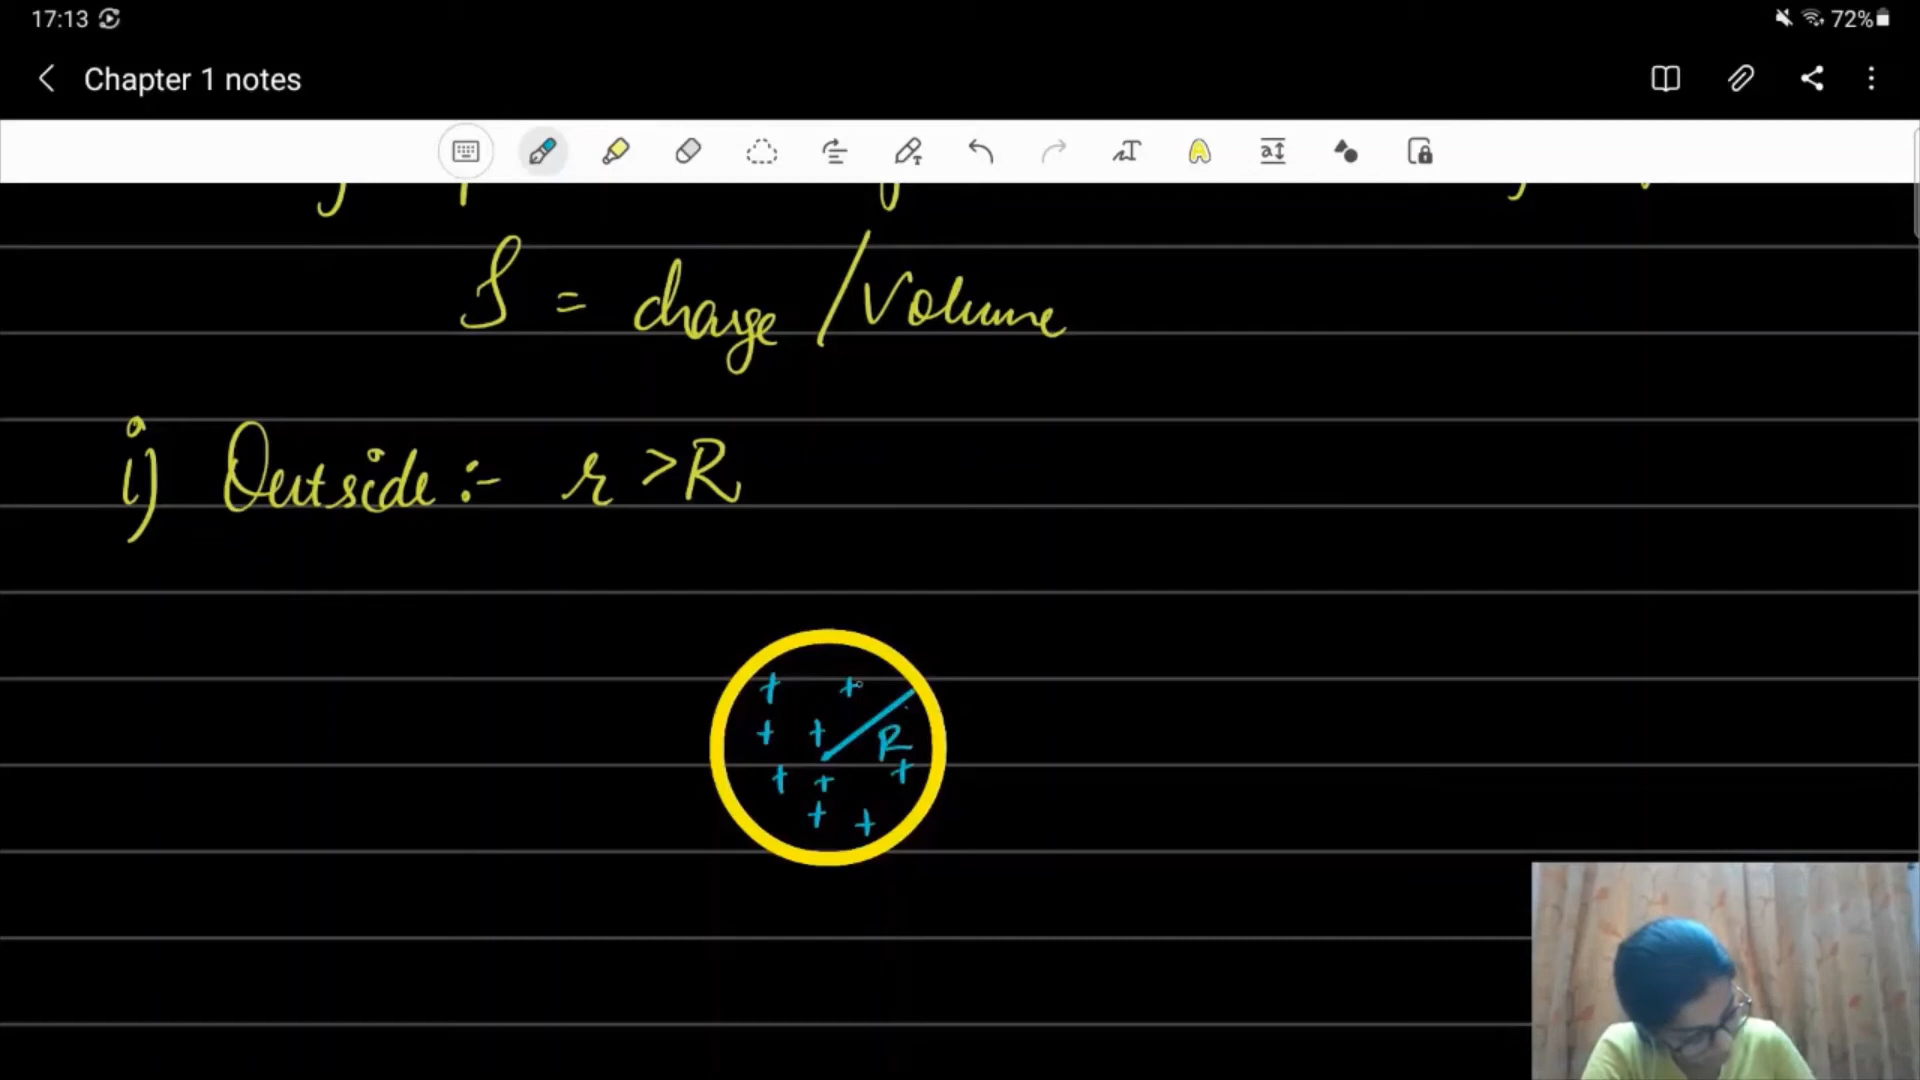 17:13 72%
Chapter 1 notes
ρ = charge / Volume
i) Outside :- r > R
+ +
+ + R
+ + +
+ +